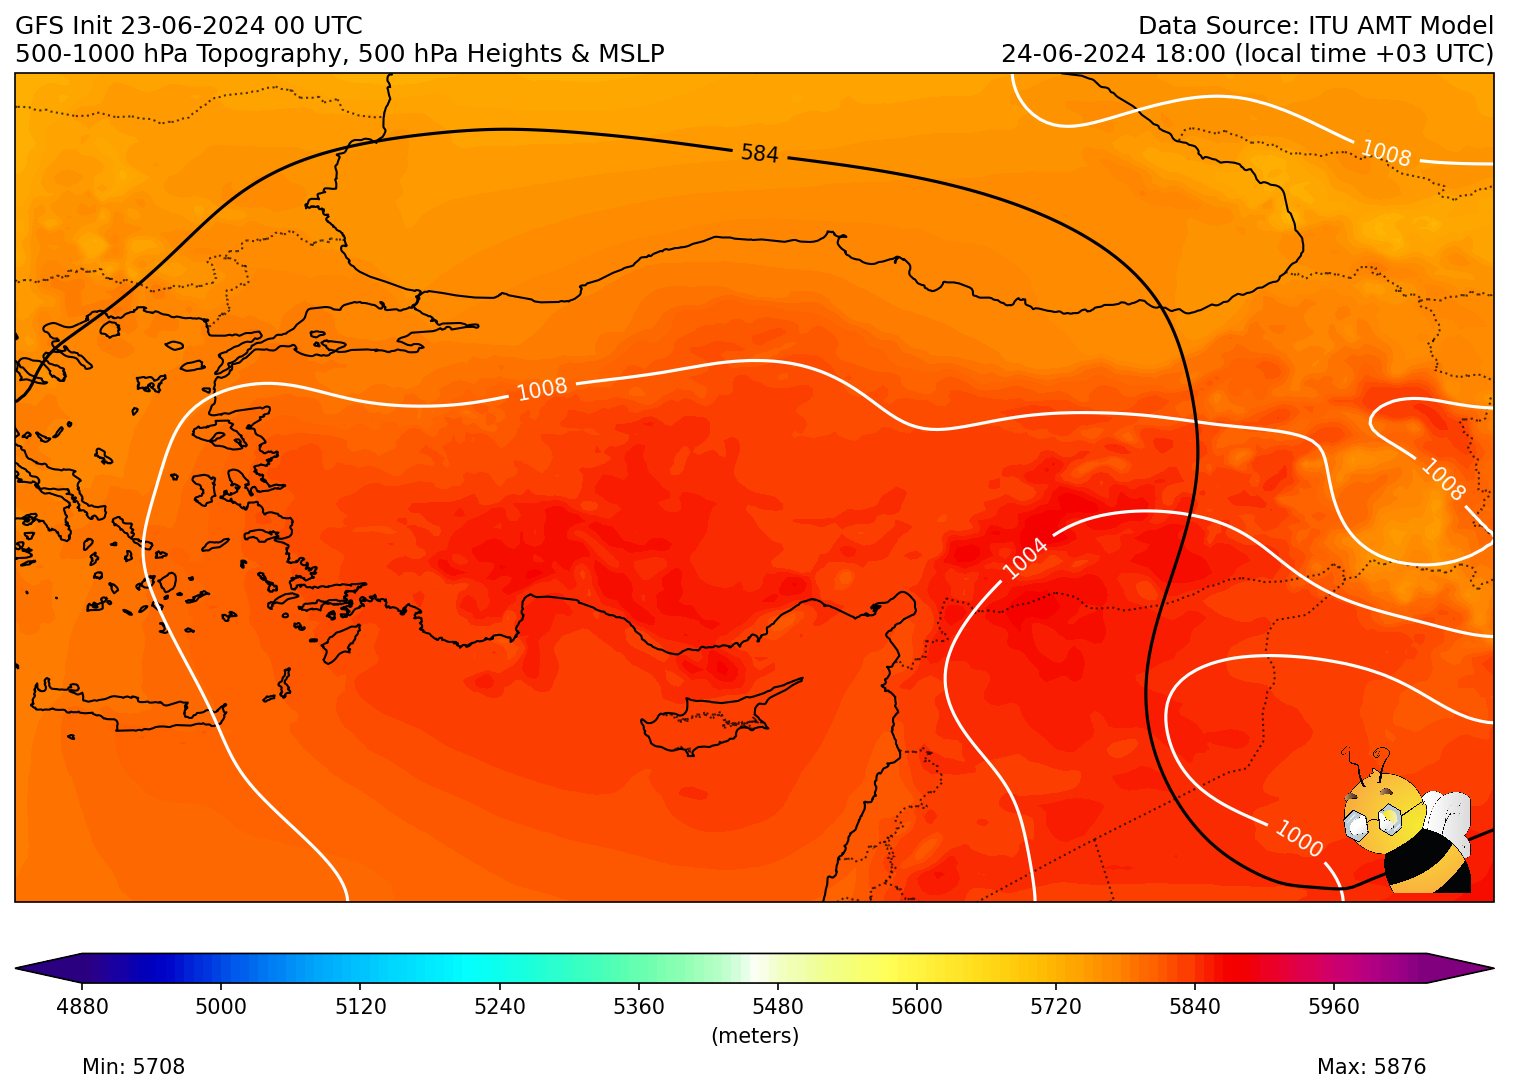 GFS Init 23-06-2024 00 UTC
Data Source: ITU AMT Model
500-1000 hPa Topography, 500 hPa Heights & MSLP
24-06-2024 18:00 (local time +03 UTC)
584
1008
1008
1008
1004
1000
4880 5000 5120 5240 5360 5480 5600 5720 5840 5960
(meters)
Min: 5708
Max: 5876